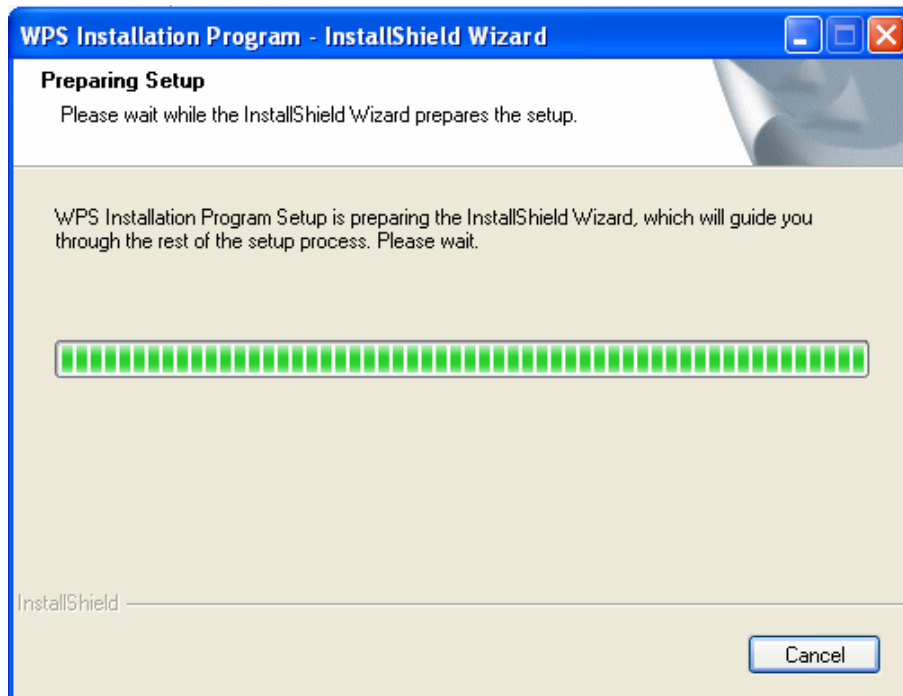 WPS Installation Program - InstallShield Wizard
Preparing Setup
Please wait while the InstallShield Wizard prepares the setup.
WPS Installation Program Setup is preparing the InstallShield Wizard, which will guide you
through the rest of the setup process. Please wait.
InstallShield
Cancel